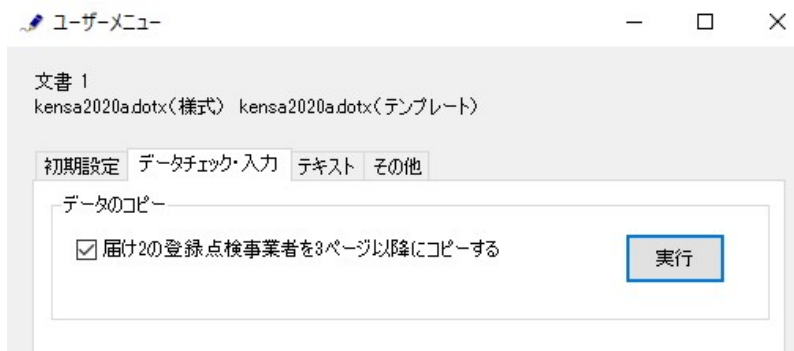 ユーザーメニュー
文書 1
kensa2020a.dotx(様式) kensa2020a.dotx(テンプレート)
初期設定 データチェック・入力 テキスト その他
データのコピー
届け2の登録点検事業者を3ページ以降にコピーする
実行